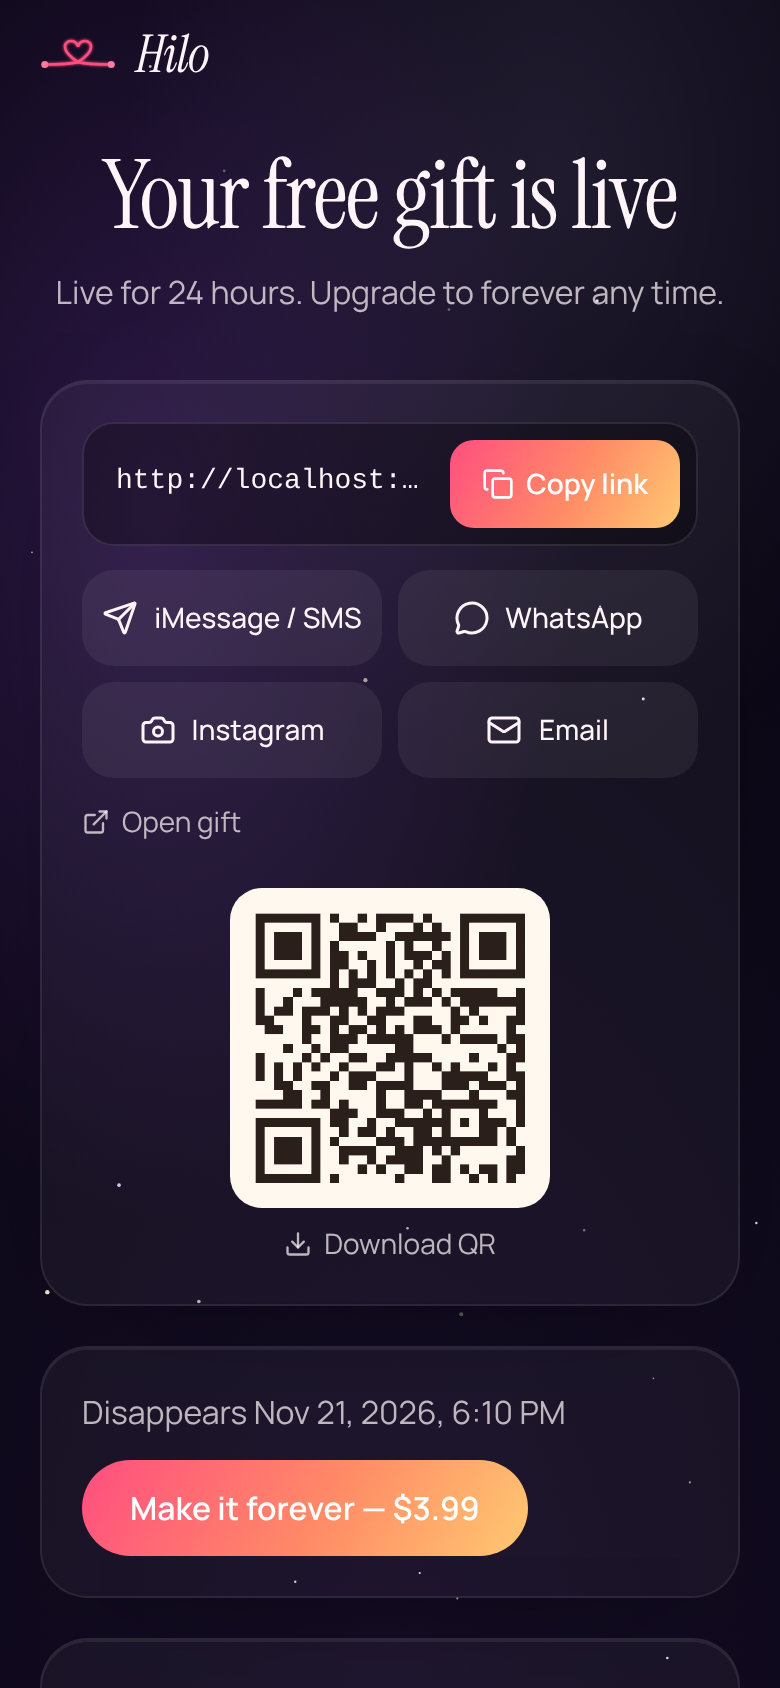 Hilo
Your free gift is live
Live for 24 hours. Upgrade to forever any time.
http://localhost:…
Copy link
iMessage / SMS
WhatsApp
Instagram
Email
Open gift
Download QR
Disappears Nov 21, 2026, 6:10 PM
Make it forever — $3.99